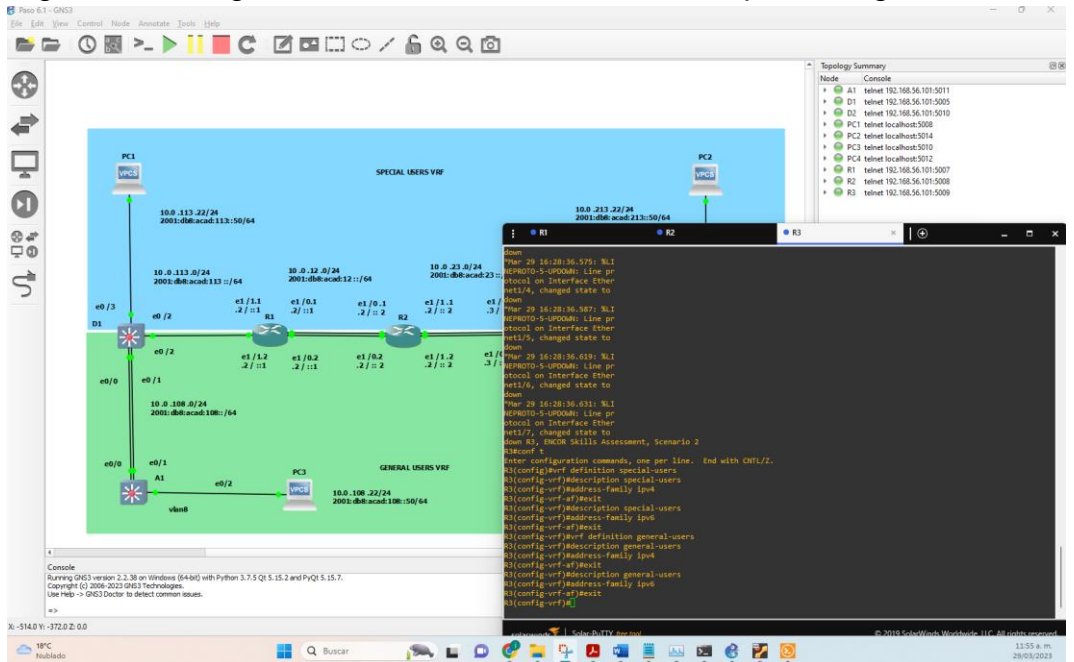 Paso 6.1 - GNS3
File Edit View Control Node Annotate Tools Help
Topology Summary
Node Console
A1 telnet 192.168.56.101:5011
D1 telnet 192.168.56.101:5005
D2 telnet 192.168.56.101:5010
PC1 telnet localhost:5008
PC2 telnet localhost:5014
PC3 telnet localhost:5010
PC4 telnet localhost:5012
R1 telnet 192.168.56.101:5007
R2 telnet 192.168.56.101:5008
R3 telnet 192.168.56.101:5009
PC1
VPCS
SPECIAL USERS VRF
PC2
VPCS
10.0 .113 .22/24
2001:db8:acad:113::50/64
10.0 .213 .22/24
2001:db8:acad:213::50/64
10.0 .113 .0/24
2001:db8:acad:113 ::/64
10 .0 .12 .0/24
2001:db8:acad:12 ::/64
10.0 .23 .0/24
2001:db8:acad:23 ::
e0 /3
D1
e0 /2
e1 /1.1
.2 / ::1
R1
e1 /0.1
.2/ ::1
e1 /0 .1
.2 / :: 2
R2
e1 /1.1
.2 / :: 2
e1/
.3 /
e0 /2
e1 /1.2
.2 / ::1
e1 /0.2
.2 / ::1
e1 /0.2
.2 / :: 2
e1 /1.2
.2 / :: 2
.3 / :
e0/0
e0 /1
10 .0 .108 .0/24
2001: db8:acad:108:: /64
e0/0
e0/1
A1
e0/2
vlan8
PC3
VPCS
GENERAL USERS VRF
10.0 .108 .22/24
2001: db8:acad:108: :50/64
R1
R2
R3
down
*Mar 29 16:28:36.575: %LI
NEPROTO-5-UPDOWN: Line pr
otocol on Interface Ether
net1/4, changed state to
down
*Mar 29 16:28:36.587: %LI
NEPROTO-5-UPDOWN: Line pr
otocol on Interface Ether
net1/5, changed state to
down
*Mar 29 16:28:36.619: %LI
NEPROTO-5-UPDOWN: Line pr
otocol on Interface Ether
net1/6, changed state to
down
*Mar 29 16:28:36.631: %LI
NEPROTO-5-UPDOWN: Line pr
otocol on Interface Ether
net1/7, changed state to
down R3, ENCOR Skills Assessment, Scenario 2
R3#conf t
Enter configuration commands, one per line. End with CNTL/Z.
R3(config)#vrf definition special-users
R3(config-vrf)#description special-users
R3(config-vrf)#address-family ipv4
R3(config-vrf-af)#exit
R3(config-vrf)#description special-users
R3(config-vrf)#address-family ipv6
R3(config-vrf-af)#exit
R3(config-vrf)#vrf definition general-users
R3(config-vrf)#description general-users
R3(config-vrf)#address-family ipv4
R3(config-vrf-af)#exit
R3(config-vrf)#description general-users
R3(config-vrf)#address-family ipv6
R3(config-vrf-af)#exit
R3(config-vrf)#
Solar-PuTTY free tool
© 2019 SolarWinds Worldwide, LLC. All rights reserved.
Console
Running GNS3 version 2.2.38 on Windows (64-bit) with Python 3.7.5 Qt 5.15.2 and PyQt 5.15.7.
Copyright (c) 2006-2023 GNS3 Technologies.
Use Help -> GNS3 Doctor to detect common issues.
=>
X: -514.0 Y: -372.0 Z: 0.0
18°C
Nublado
Buscar
11:55 a. m.
29/03/2023